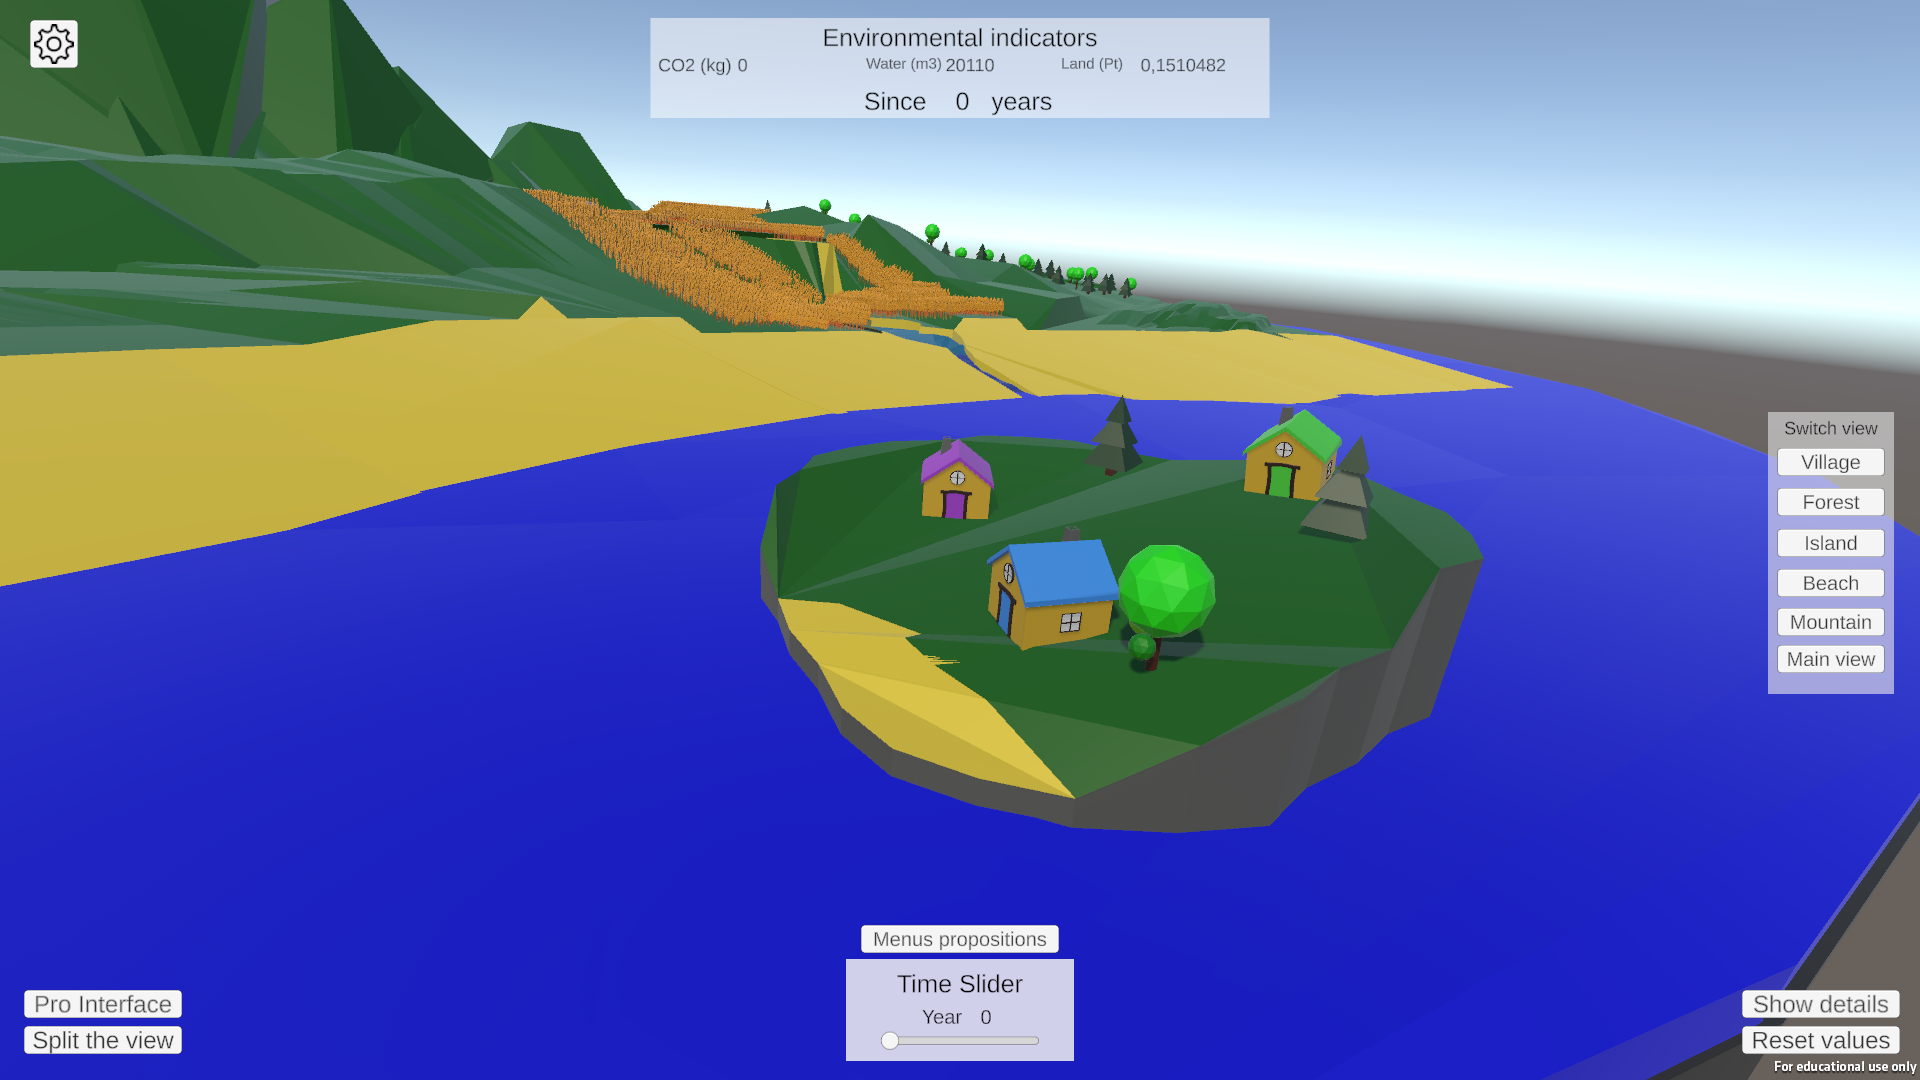 Environmental indicators
CO2 (kg) 0 Water (m3) 20110 Land (Pt) 0,1510482
Since 0 years
Switch view
Village
Forest
Island
Beach
Mountain
Main view
Menus propositions
Time Slider
Year 0
Pro Interface
Split the view
Show details
Reset values
For educational use only